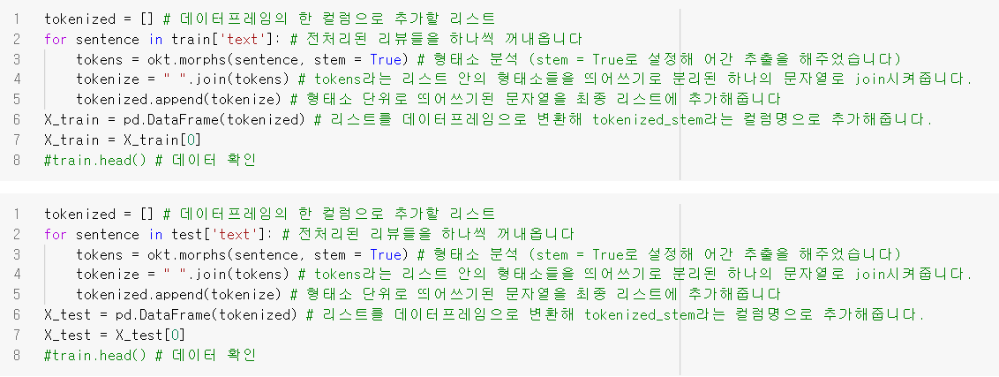 1 tokenized = [] # 데이터프레임의 한 컬럼으로 추가할 리스트
2 for sentence in train['text']: # 전처리된 리뷰들을 하나씩 꺼내옵니다
3 tokens = okt.morphs(sentence, stem = True) # 형태소 분석 (stem = True로 설정해 어간 추출을 해주었습니다)
4 tokenize = " ".join(tokens) # tokens라는 리스트 안의 형태소들을 띄어쓰기로 분리된 하나의 문자열로 join시켜줍니다.
5 tokenized.append(tokenize) # 형태소 단위로 띄어쓰기된 문자열을 최종 리스트에 추가해줍니다
6 X_train = pd.DataFrame(tokenized) # 리스트를 데이터프레임으로 변환해 tokenized_stem라는 컬럼명으로 추가해줍니다.
7 X_train = X_train[0]
8 #train.head() # 데이터 확인
1 tokenized = [] # 데이터프레임의 한 컬럼으로 추가할 리스트
2 for sentence in test['text']: # 전처리된 리뷰들을 하나씩 꺼내옵니다
3 tokens = okt.morphs(sentence, stem = True) # 형태소 분석 (stem = True로 설정해 어간 추출을 해주었습니다)
4 tokenize = " ".join(tokens) # tokens라는 리스트 안의 형태소들을 띄어쓰기로 분리된 하나의 문자열로 join시켜줍니다.
5 tokenized.append(tokenize) # 형태소 단위로 띄어쓰기된 문자열을 최종 리스트에 추가해줍니다
6 X_test = pd.DataFrame(tokenized) # 리스트를 데이터프레임으로 변환해 tokenized_stem라는 컬럼명으로 추가해줍니다.
7 X_test = X_test[0]
8 #train.head() # 데이터 확인